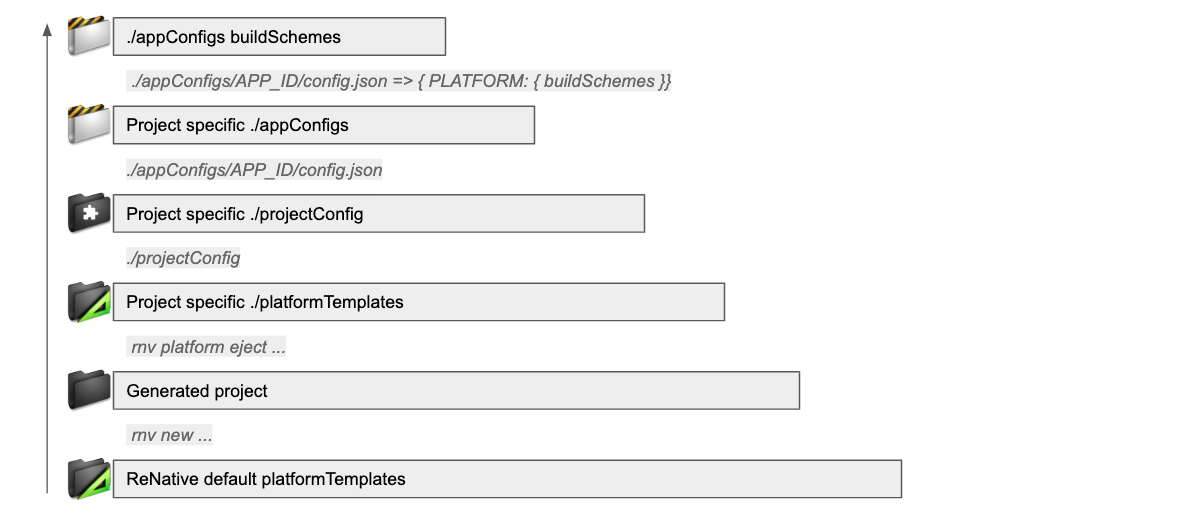 ./appConfigs buildSchemes
./appConfigs/APP_ID/config.json => { PLATFORM: { buildSchemes }}
Project specific ./appConfigs
./appConfigs/APP_ID/config.json
Project specific ./projectConfig
./projectConfig
Project specific ./platformTemplates
rnv platform eject ...
Generated project
rnv new ...
ReNative default platformTemplates